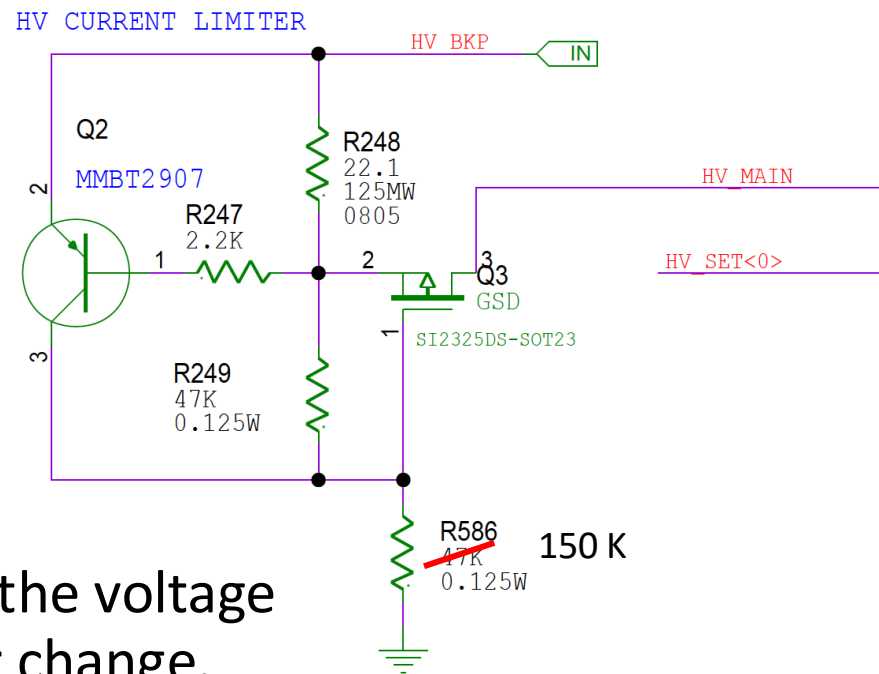 HV CURRENT LIMITER
HV_BKP
IN
Q2
MMBT2907
2
R248
22.1
125MW
0805
R247
2.2K
1
2
3
Q3
GSD
SI2325DS-SOT23
1
HV_MAIN
HV_SET<0>
3
R249
47K
0.125W
R586
47K
0.125W
150 K
the voltage
change.